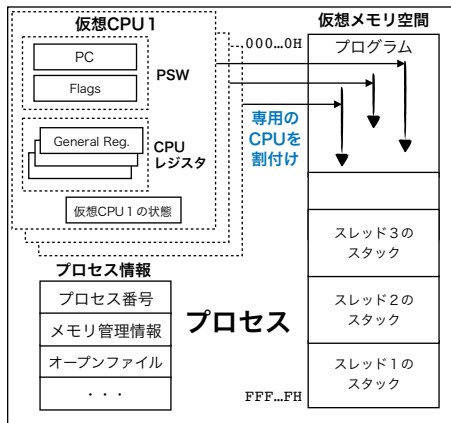 仮想CPU１
PC
Flags
PSW
General Reg.
CPU
レジスタ
仮想CPU１の状態
専用の
CPUを
割付け
仮想メモリ空間
000…0H
プログラム
スレッド３の
スタック
スレッド２の
スタック
スレッド１の
スタック
FFF…FH
プロセス情報
プロセス番号
メモリ管理情報
オープンファイル
・・・
プロセス